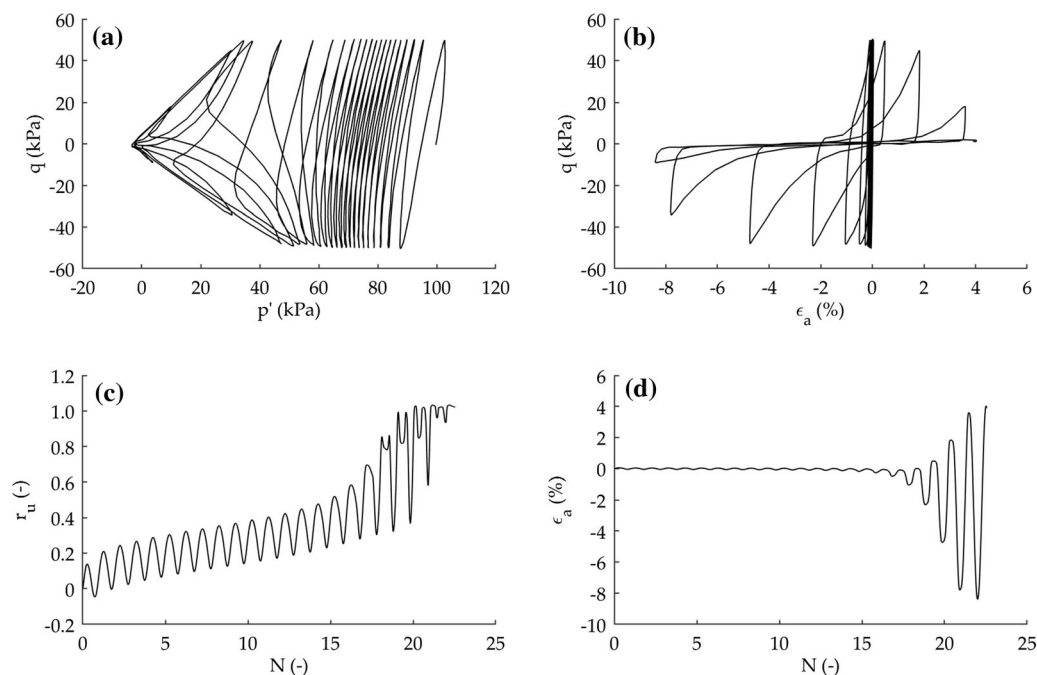 (a)
60
40
20
0
-20
-40
-60
q (kPa)
-20 0 20 40 60 80 100 120
p' (kPa)
(b)
60
40
20
0
-20
-40
-60
q (kPa)
-10 -8 -6 -4 -2 0 2 4 6
ϵa (%)
(c)
1.2
1.0
0.8
0.6
0.4
0.2
0
-0.2
ru (-)
0 5 10 15 20 25
N (-)
(d)
6
4
2
0
-2
-4
-6
-8
-10
ϵa (%)
0 5 10 15 20 25
N (-)